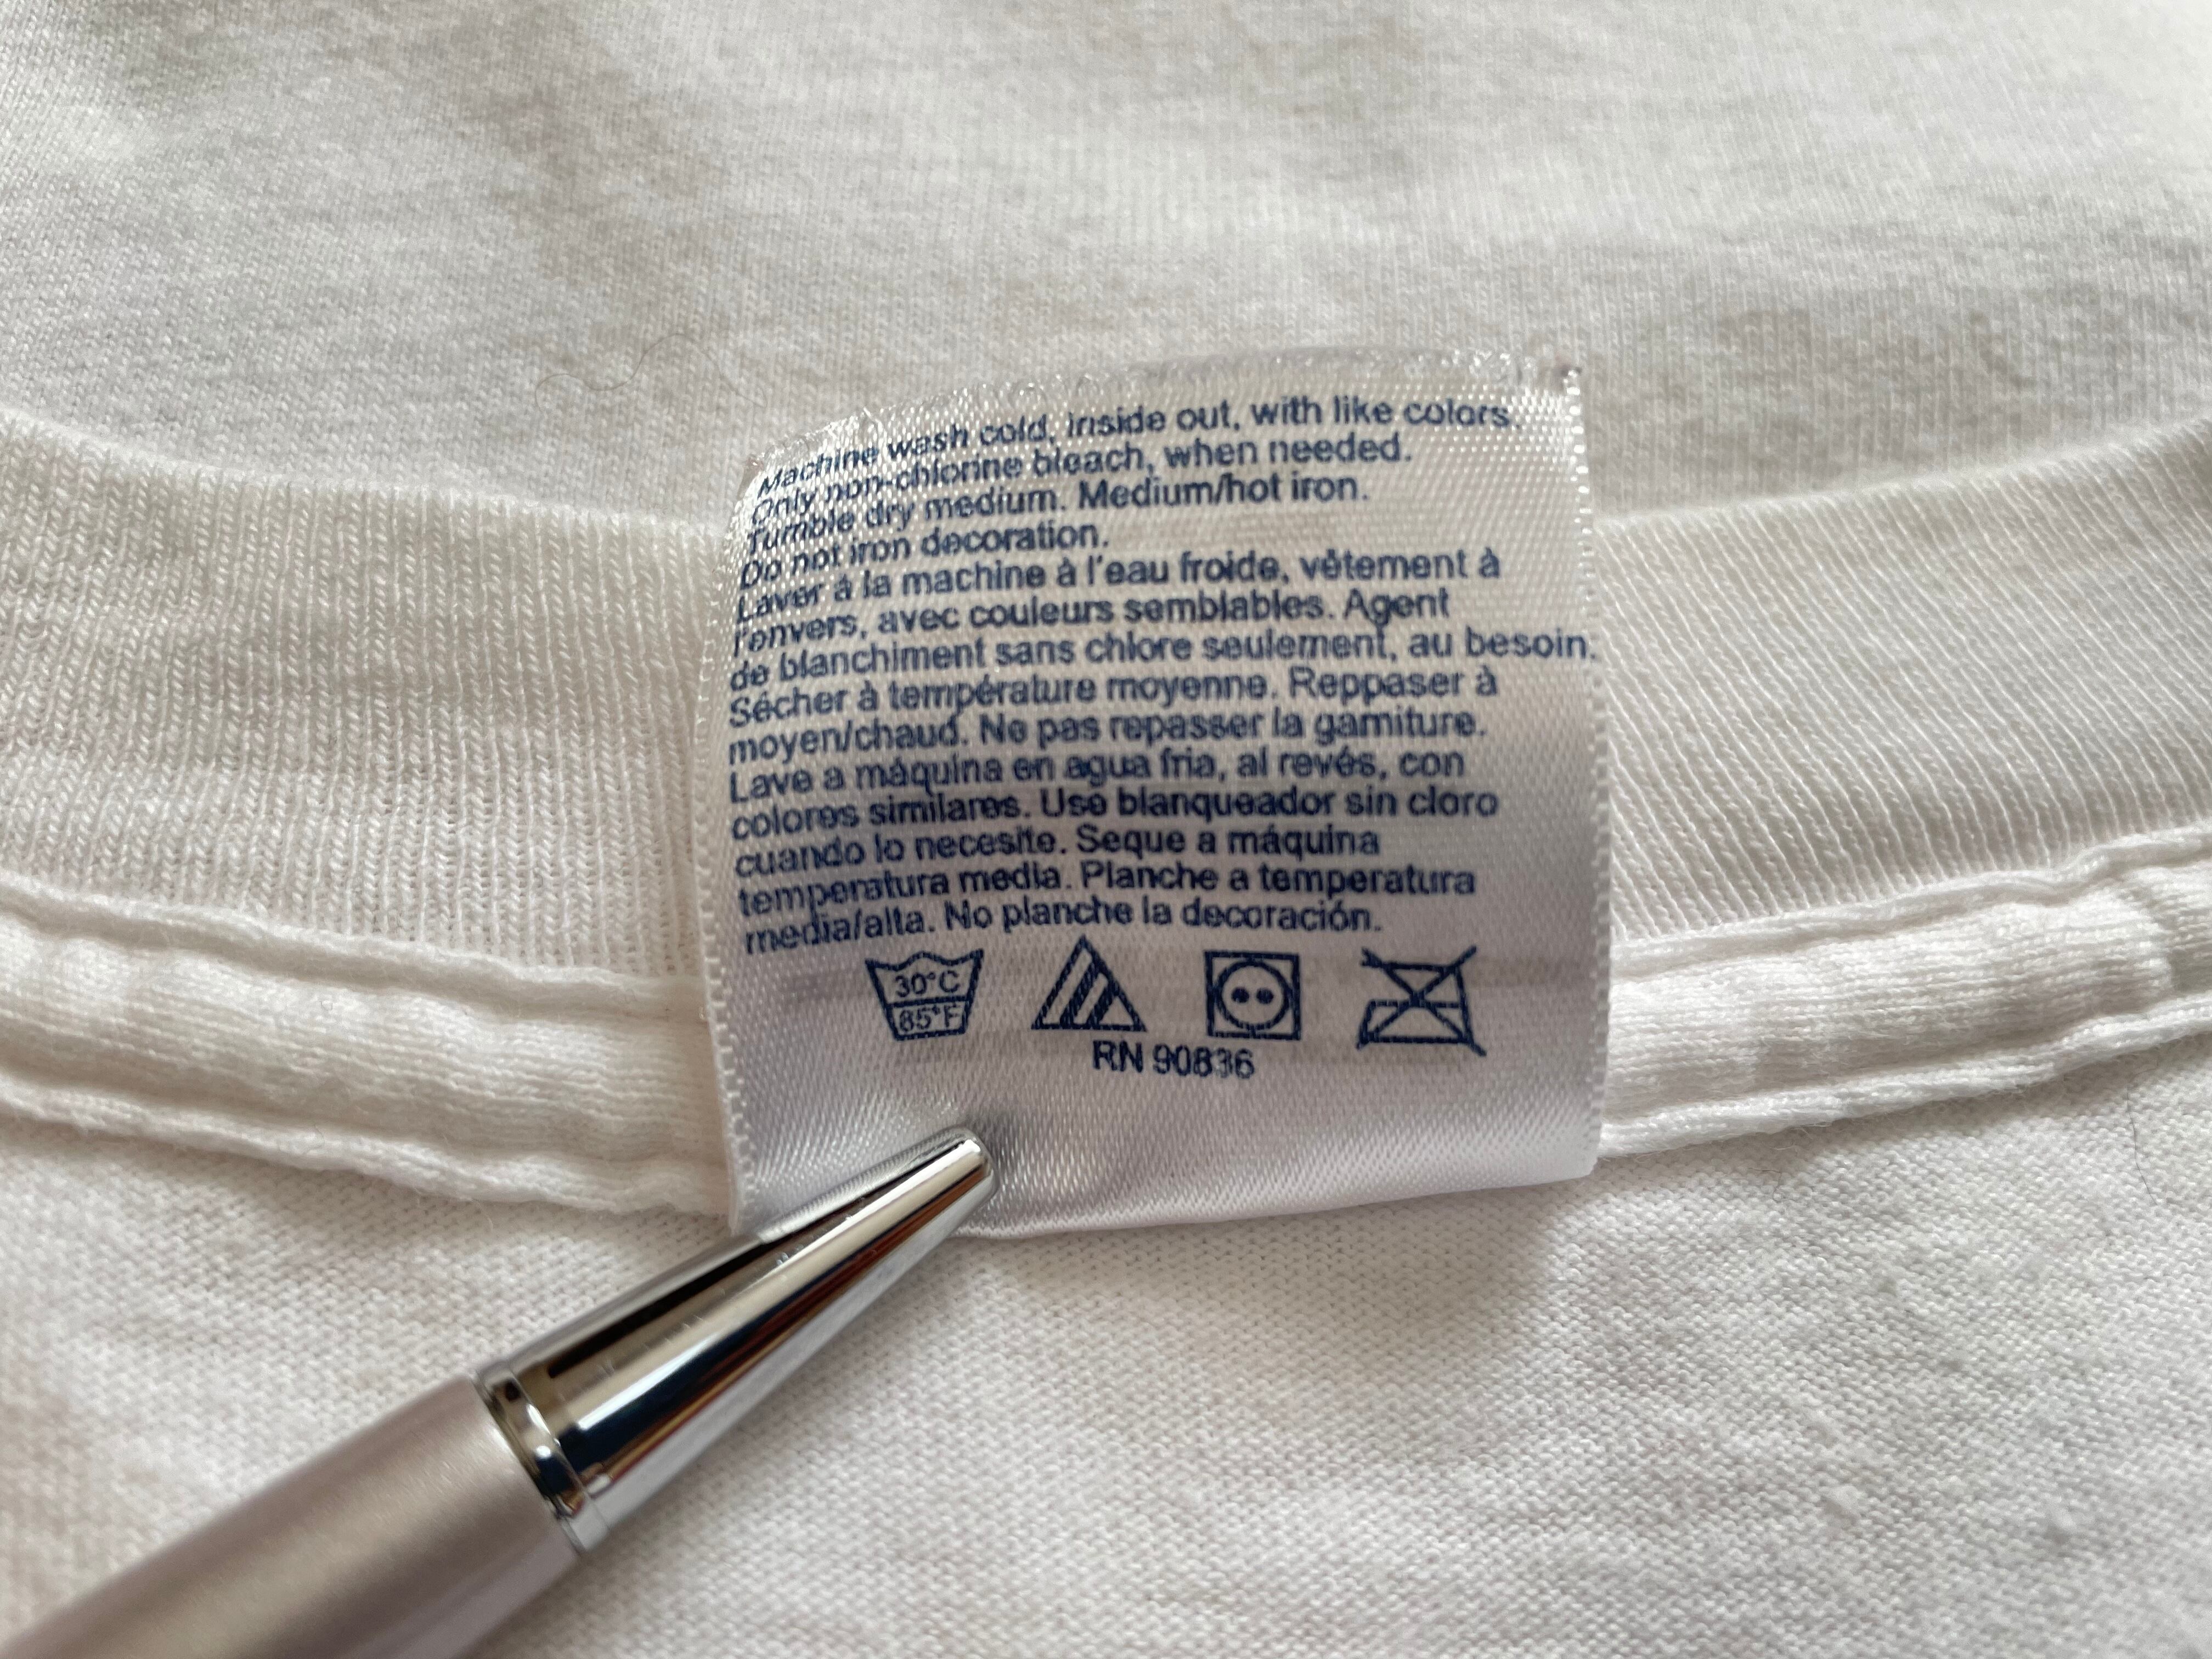 Machine wash cold, inside out, with like colors.
Only non-chlorine bleach, when needed.
Tumble dry medium. Medium/hot iron.
Do not iron decoration.
Laver à la machine à l'eau froide, vêtement à
l'envers, avec couleurs semblables. Agent
de blanchiment sans chlore seulement, au besoin.
Sécher à température moyenne. Reppaser à
moyen/chaud. Ne pas repasser la garniture.
Lave a máquina en agua fria, al revés, con
colores similares. Use blanqueador sin cloro
cuando lo necesite. Seque a máquina
temperatura media. Planche a temperatura
media/alta. No planche la decoración.
30°C
85°F
RN 90836